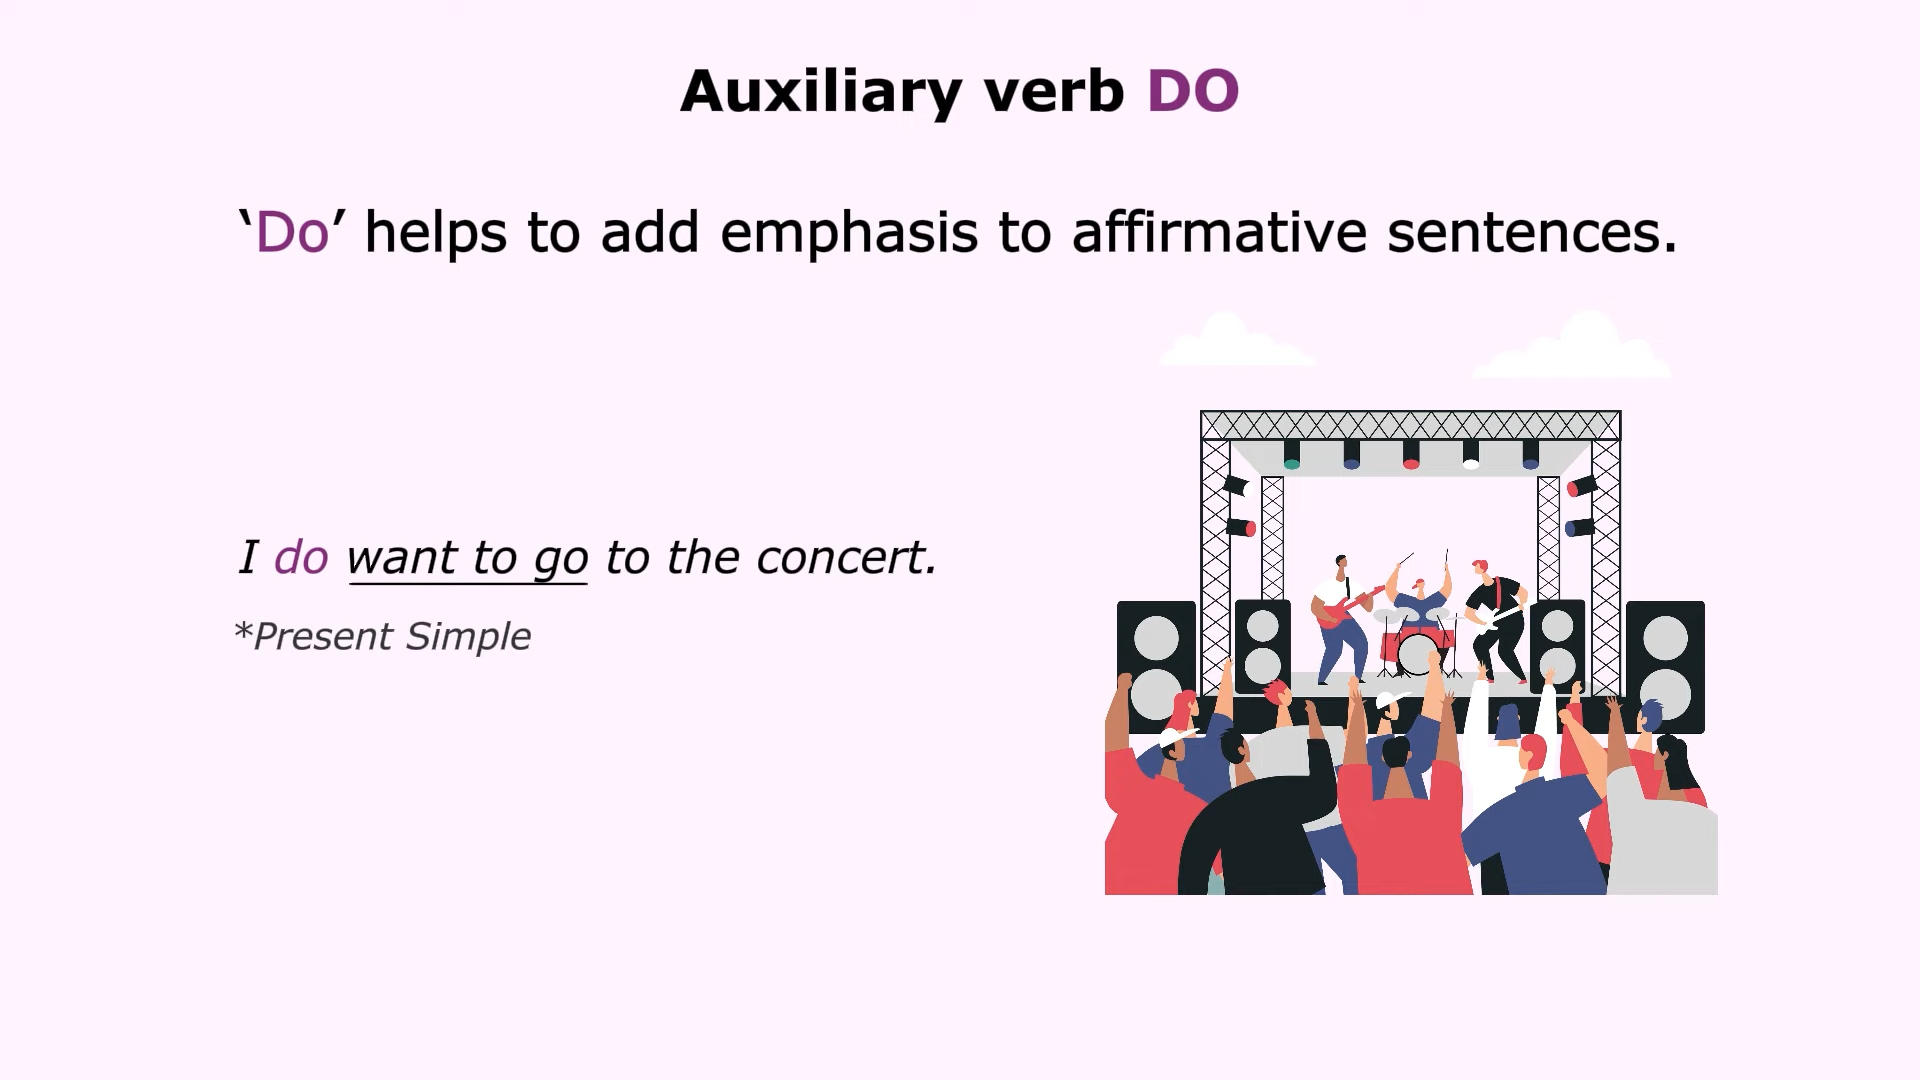 Auxiliary verb DO
‘Do’ helps to add emphasis to affirmative sentences.
I do want to go to the concert.
*Present Simple